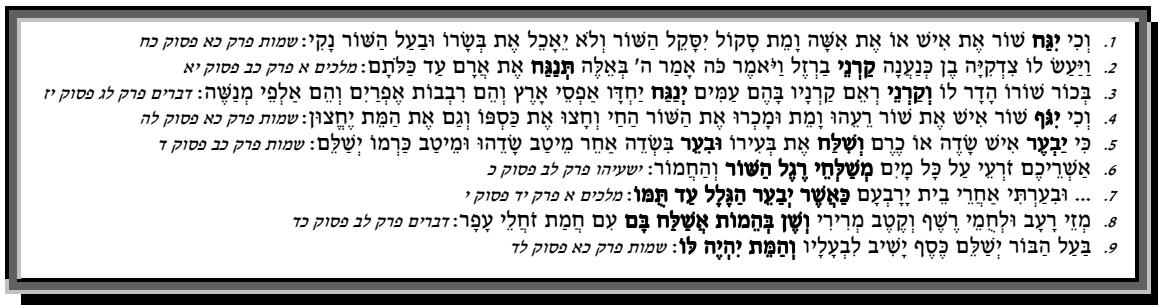 1. וְכִי יִגַּח שׁוֹר אֶת אִישׁ אוֹ אֶת אִשָּׁה וָמֵת סָקוֹל יִסָּקֵל הַשּׁוֹר וְלֹא יֵאָכֵל אֶת בְּשָׂרוֹ וּבַעַל הַשּׁוֹר נָקִי: שמות פרק כא פסוק כח
2. וַיַּעַשׂ לוֹ צִדְקִיָּה בֶן כְּנַעֲנָה קַרְנֵי בַרְזֶל וַיֹּאמֶר כֹּה אָמַר ה' בְּאֵלֶּה תְּנַגַּח אֶת אֲרָם עַד כַּלֹּתָם: מלכים א פרק כב פסוק יא
3. בְּכוֹר שׁוֹרוֹ הָדָר לוֹ וְקַרְנֵי רְאֵם קַרְנָיו בָּהֶם עַמִּים יְנַגַּח יַחְדָּו אַפְסֵי אָרֶץ וְהֵם רִבְבוֹת אֶפְרַיִם וְהֵם אַלְפֵי מְנַשֶּׁה: דברים פרק לג פסוק יז
4. וְכִי יִגֹּף שׁוֹר אִישׁ אֶת שׁוֹר רֵעֵהוּ וָמֵת וּמָכְרוּ אֶת הַשּׁוֹר הַחַי וְחָצוּ אֶת כַּסְפּוֹ וְגַם אֶת הַמֵּת יֶחֱצוּן: שמות פרק כא פסוק לה
5. כִּי יַבְעֶר אִישׁ שָׂדֶה אוֹ כֶרֶם וְשִׁלַּח אֶת בְּעִירוֹ וּבִעֵר בִּשְׂדֵה אַחֵר מֵיטַב שָׂדֵהוּ וּמֵיטַב כַּרְמוֹ יְשַׁלֵּם: שמות פרק כב פסוק ד
6. אַשְׁרֵיכֶם זֹרְעֵי עַל כָּל מָיִם מְשַׁלְּחֵי רֶגֶל הַשּׁוֹר וְהַחֲמוֹר: ישעיהו פרק לב פסוק כ
7. ... וּבִעַרְתִּי אַחֲרֵי בֵית יָרָבְעָם כַּאֲשֶׁר יְבַעֵר הַגָּלָל עַד תֻּמּוֹ: מלכים א פרק יד פסוק י
8. מְזֵי רָעָב וּלְחֻמֵי רֶשֶׁף וְקֶטֶב מְרִירִי וְשֶׁן בְּהֵמוֹת אֲשַׁלַּח בָּם עִם חֲמַת זֹחֲלֵי עָפָר: דברים פרק לב פסוק כד
9. בַּעַל הַבּוֹר יְשַׁלֵּם כֶּסֶף יָשִׁיב לִבְעָלָיו וְהַמֵּת יִהְיֶה לּוֹ: שמות פרק כא פסוק לד